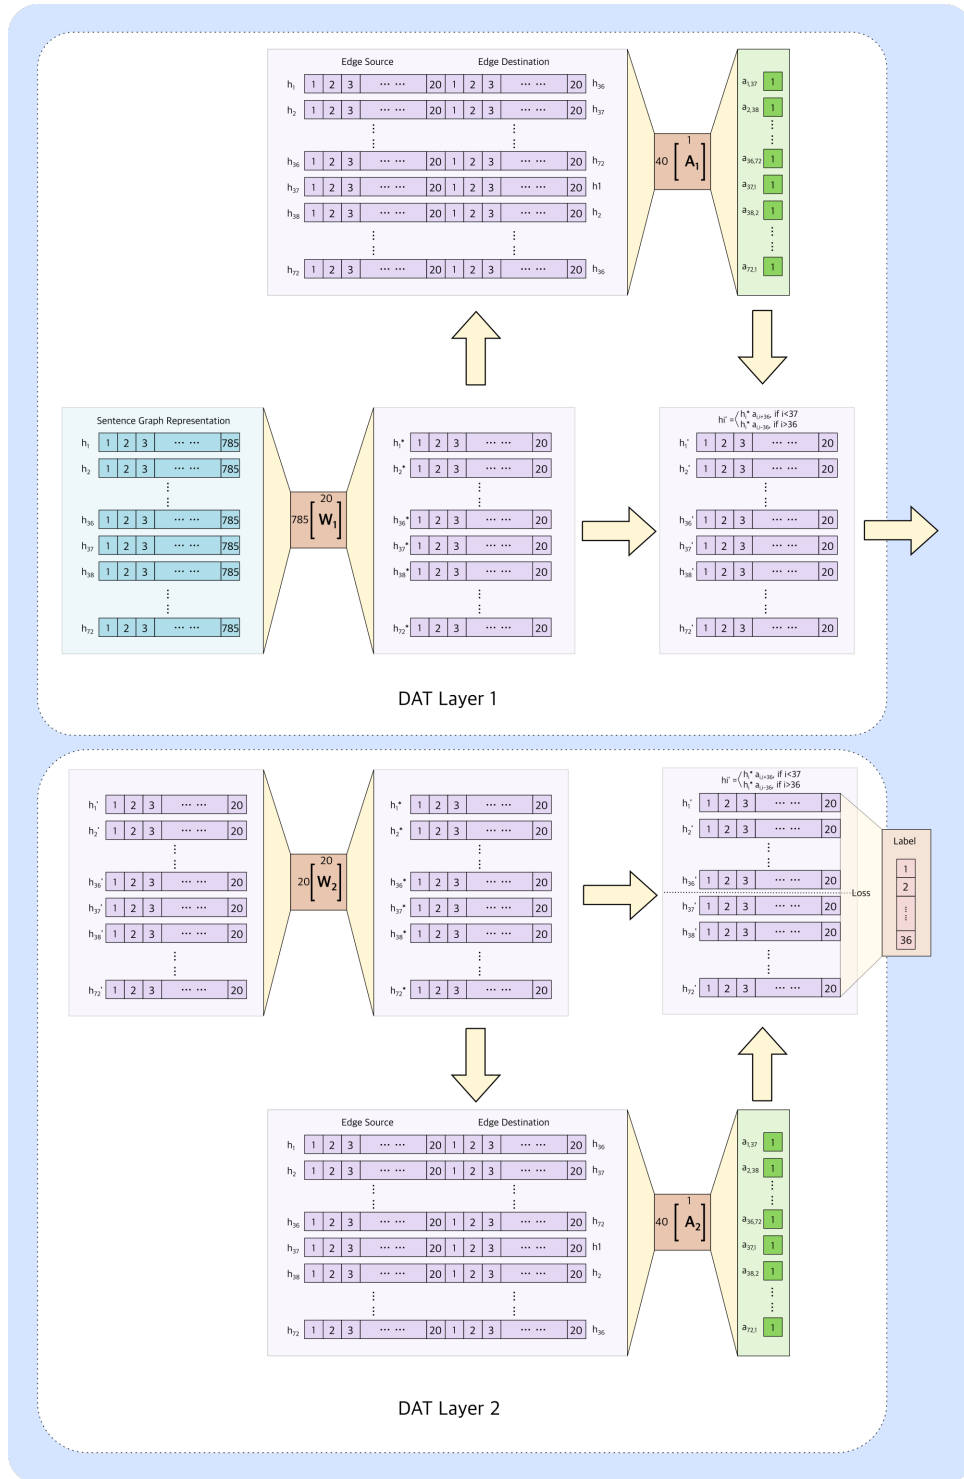 Edge Source Edge Destination
h1 1 2 3 ... ... 20 1 2 3 ... ... 20 h36
h2 1 2 3 ... ... 20 1 2 3 ... ... 20 h37
h36 1 2 3 ... ... 20 1 2 3 ... ... 20 h72
h37 1 2 3 ... ... 20 1 2 3 ... ... 20 h1
h38 1 2 3 ... ... 20 1 2 3 ... ... 20 h2
h72 1 2 3 ... ... 20 1 2 3 ... ... 20 h36
1
40 [A1]
a1,37 1
a2,38 1
a36,72 1
a37,1 1
a38,2 1
a72,1 1
Sentence Graph Representation
h1 1 2 3 ... ... 785
h2 1 2 3 ... ... 785
h36 1 2 3 ... ... 785
h37 1 2 3 ... ... 785
h38 1 2 3 ... ... 785
h72 1 2 3 ... ... 785
20
785 [W1]
h1* 1 2 3 ... ... 20
h2* 1 2 3 ... ... 20
h36* 1 2 3 ... ... 20
h37* 1 2 3 ... ... 20
h38* 1 2 3 ... ... 20
h72* 1 2 3 ... ... 20
hi' = hi* ai,i+36, if i<37
hi* ai,i-36, if i>36
h1' 1 2 3 ... ... 20
h2' 1 2 3 ... ... 20
h36' 1 2 3 ... ... 20
h37' 1 2 3 ... ... 20
h38' 1 2 3 ... ... 20
h72' 1 2 3 ... ... 20
DAT Layer 1
h1' 1 2 3 ... ... 20
h2' 1 2 3 ... ... 20
h36' 1 2 3 ... ... 20
h37' 1 2 3 ... ... 20
h38' 1 2 3 ... ... 20
h72' 1 2 3 ... ... 20
20
20 [W2]
h1* 1 2 3 ... ... 20
h2* 1 2 3 ... ... 20
h36* 1 2 3 ... ... 20
h37* 1 2 3 ... ... 20
h38* 1 2 3 ... ... 20
h72* 1 2 3 ... ... 20
hi' = hi* ai,i+36, if i<37
hi* ai,i-36, if i>36
h1' 1 2 3 ... ... 20
h2' 1 2 3 ... ... 20
h36' 1 2 3 ... ... 20
h37' 1 2 3 ... ... 20
h38' 1 2 3 ... ... 20
h72' 1 2 3 ... ... 20
Loss
Label
1
2
... ...
36
Edge Source Edge Destination
h1 1 2 3 ... ... 20 1 2 3 ... ... 20 h36
h2 1 2 3 ... ... 20 1 2 3 ... ... 20 h37
h36 1 2 3 ... ... 20 1 2 3 ... ... 20 h72
h37 1 2 3 ... ... 20 1 2 3 ... ... 20 h1
h38 1 2 3 ... ... 20 1 2 3 ... ... 20 h2
h72 1 2 3 ... ... 20 1 2 3 ... ... 20 h36
1
40 [A2]
a1,37 1
a2,38 1
a36,72 1
a37,1 1
a38,2 1
a72,1 1
DAT Layer 2